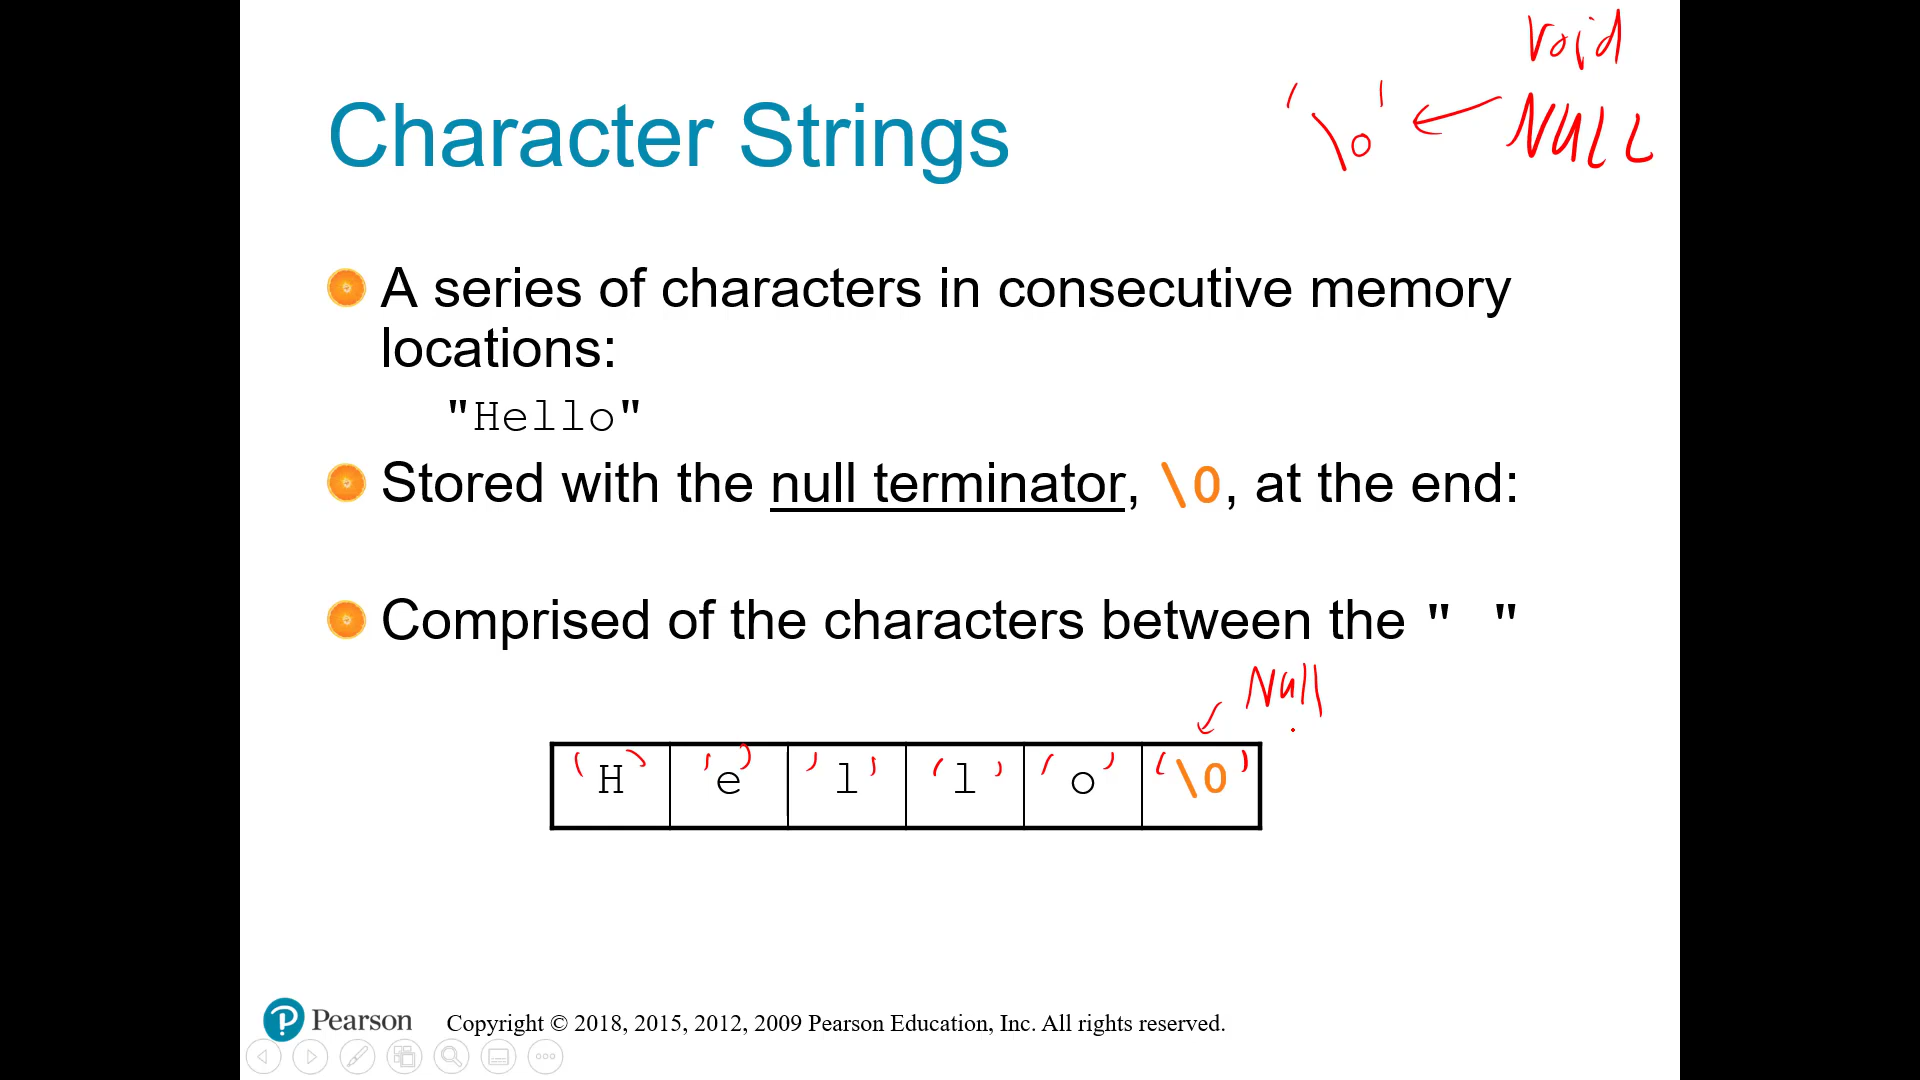 void
'\0' ← NULL
Character Strings
A series of characters in consecutive memory
locations:
"Hello"
Stored with the null terminator, \0, at the end:
Comprised of the characters between the " "
Null
'H' 'e' 'l' 'l' 'o' '\0'
Pearson
Copyright © 2018, 2015, 2012, 2009 Pearson Education, Inc. All rights reserved.